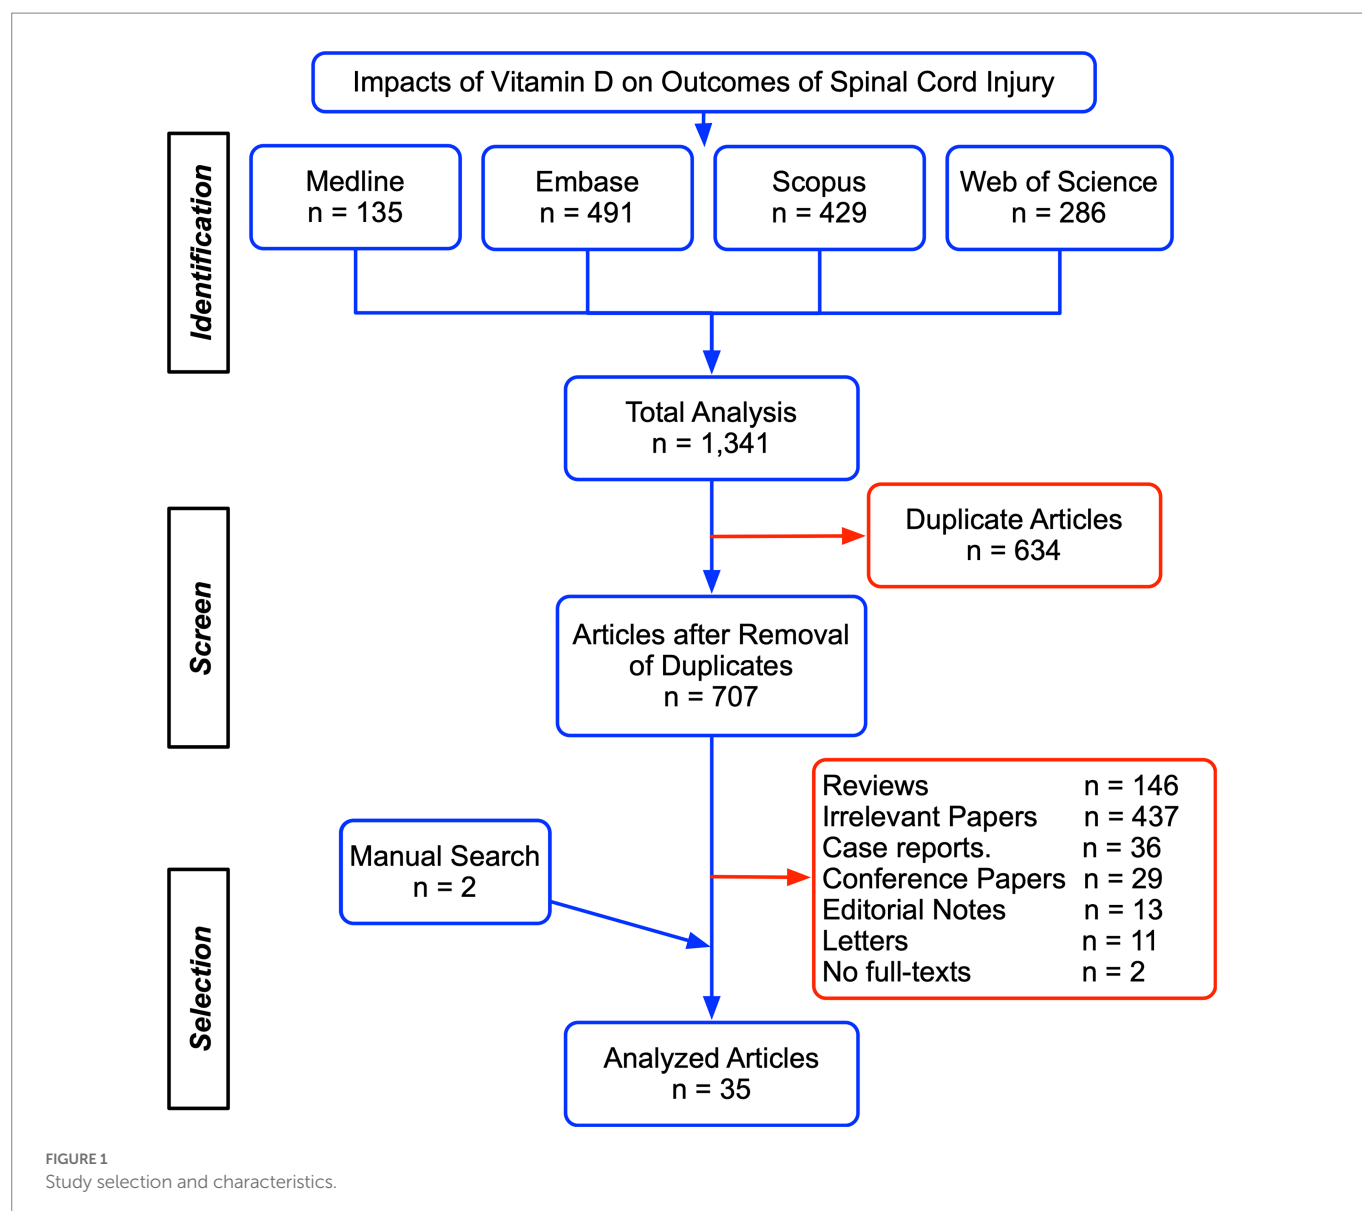 Impacts of Vitamin D on Outcomes of Spinal Cord Injury
Identification
Medline
n = 135
Embase
n = 491
Scopus
n = 429
Web of Science
n = 286
Total Analysis
n = 1,341
Screen
Duplicate Articles
n = 634
Articles after Removal
of Duplicates
n = 707
Selection
Manual Search
n = 2
Reviews n = 146
Irrelevant Papers n = 437
Case reports. n = 36
Conference Papers n = 29
Editorial Notes n = 13
Letters n = 11
No full-texts n = 2
Analyzed Articles
n = 35
FIGURE 1
Study selection and characteristics.